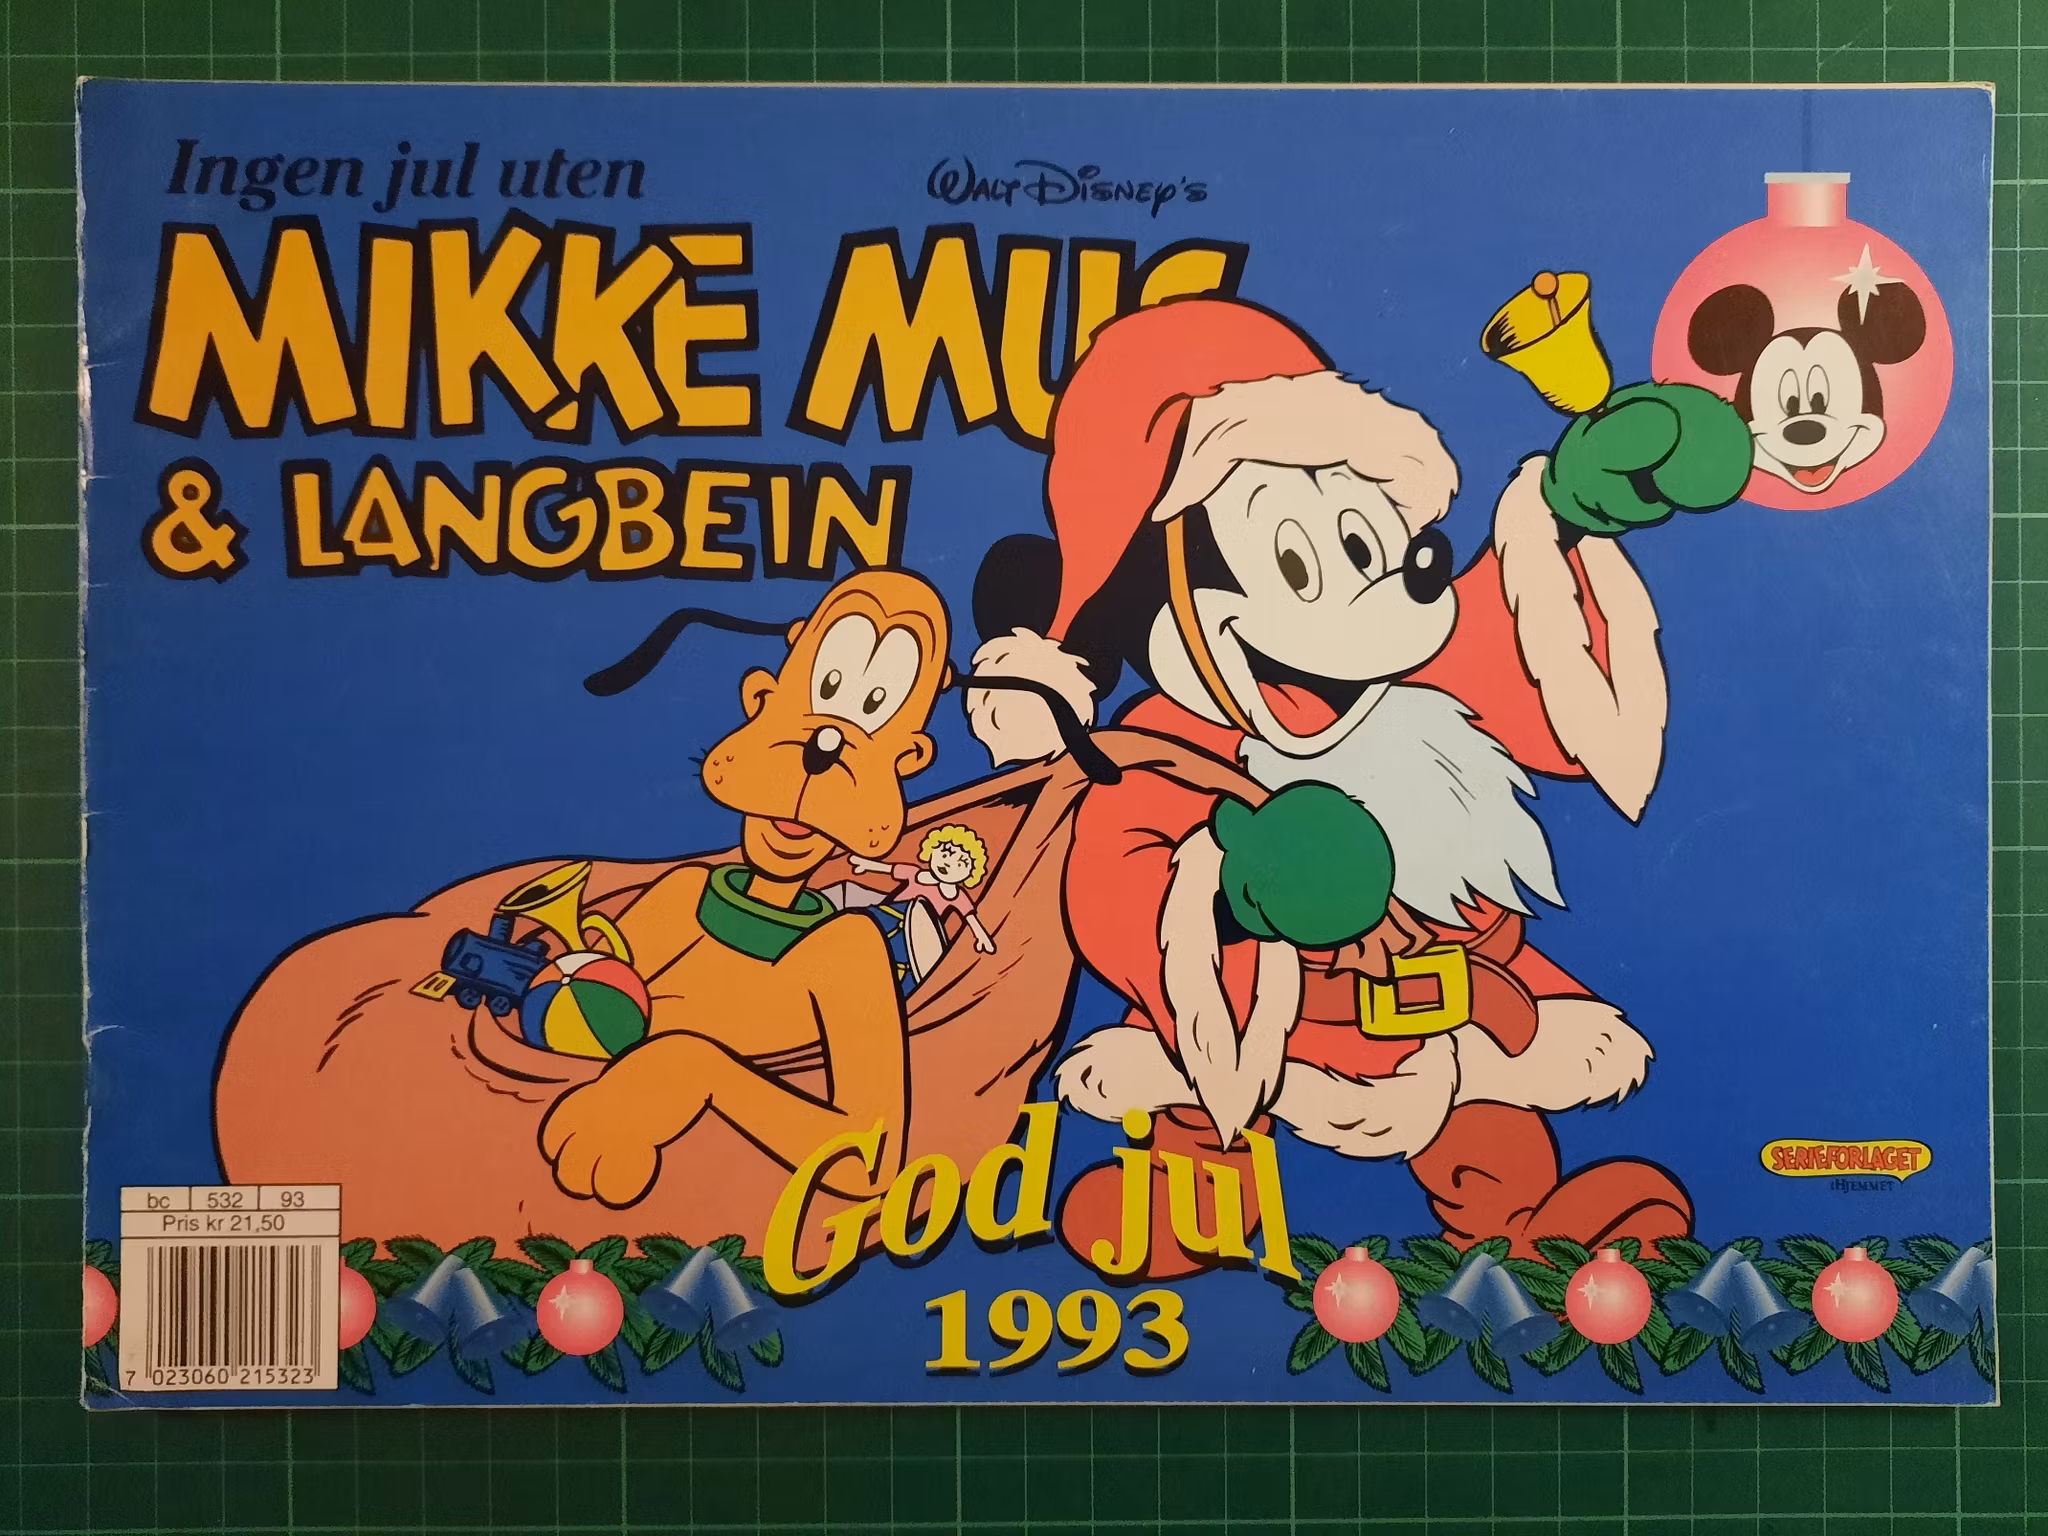 Ingen jul uten
WALT DISNEY'S
MIKKE MUS
& LANGBEIN
God jul
1993
SERIEFORLAGET
i HJEMMET
bc 532 93
Pris kr 21,50
7 023060 215323